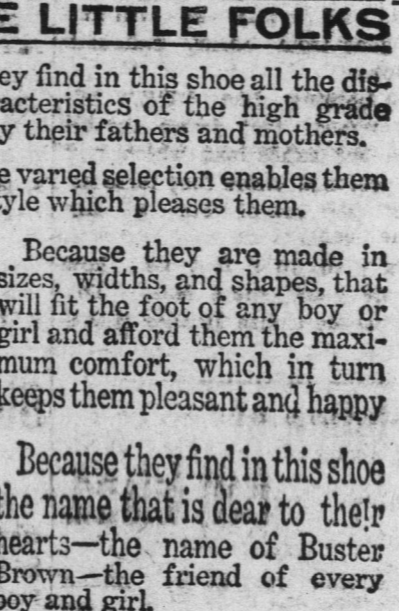 E LITTLE FOLKS
ey find in this shoe all the dis-
acteristics of the high grade
y their fathers and mothers.
e varied selection enables them
tyle which pleases them.
Because they are made in
sizes, widths, and shapes, that
will fit the foot of any boy or
girl and afford them the maxi-
mum comfort, which in turn
keeps them pleasant and happy
Because they find in this shoe
the name that is dear to their
hearts—the name of Buster
Brown—the friend of every
boy and girl.